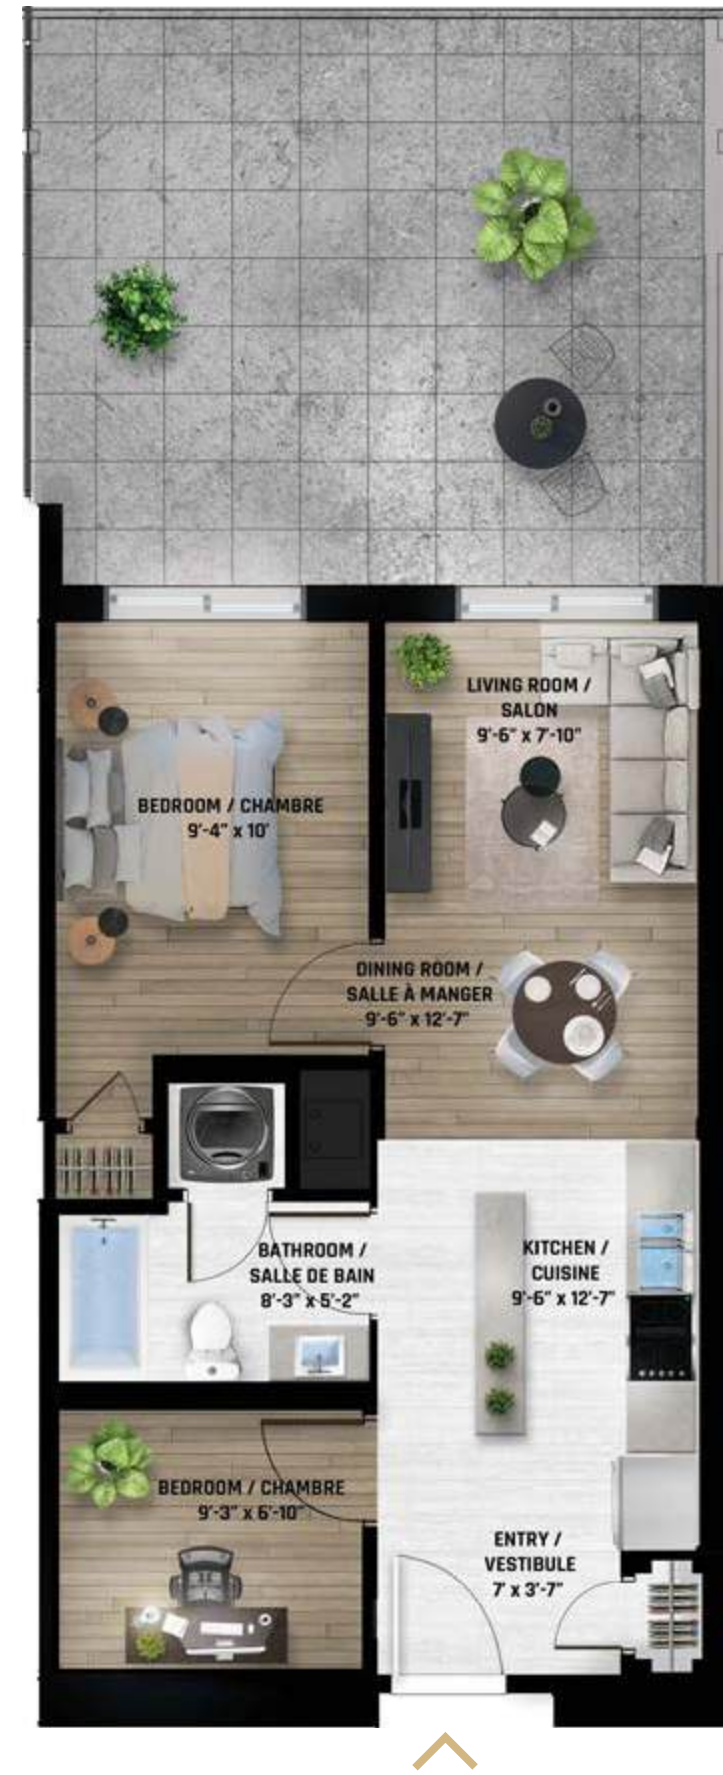 LIVING ROOM /
SALON
9'-6" x 7'-10"
BEDROOM / CHAMBRE
9'-4" x 10'
DINING ROOM /
SALLE À MANGER
9'-6" x 12'-7"
BATHROOM /
SALLE DE BAIN
8'-3" x 5'-2"
KITCHEN /
CUISINE
9'-6" x 12'-7"
BEDROOM / CHAMBRE
9'-3" x 6'-10"
ENTRY /
VESTIBULE
7' x 3'-7"